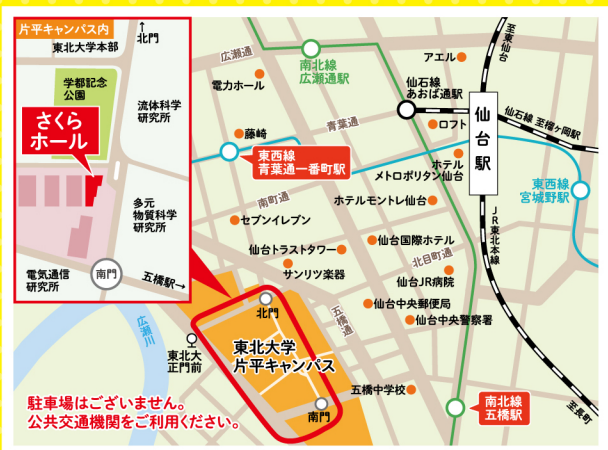 片平キャンパス内
東北大学本部
↑北門
学都記念
公園
流体科学
研究所
さくら
ホール
多元
物質科学
研究所
電気通信
研究所
南門
五橋駅→
広瀬通
南北線
広瀬通駅
アエル
至東仙台
電力ホール
仙石線
あおば通駅
仙台駅
仙石線 至榴ヶ岡駅
青葉通
ロフト
藤崎
東西線
青葉通一番町駅
ホテル
メトロポリタン仙台
東西線
宮城野駅
南町通
ホテルモントレ仙台
JR東北本線
セブンイレブン
仙台トラストタワー
仙台国際ホテル
北目町通
サンリツ楽器
仙台JR病院
広瀬川
北門
五橋通
仙台中央郵便局
仙台中央警察署
東北大
正門前
東北大学
片平キャンパス
五橋中学校
南門
南北線
五橋駅
至長町
駐車場はございません。
公共交通機関をご利用ください。